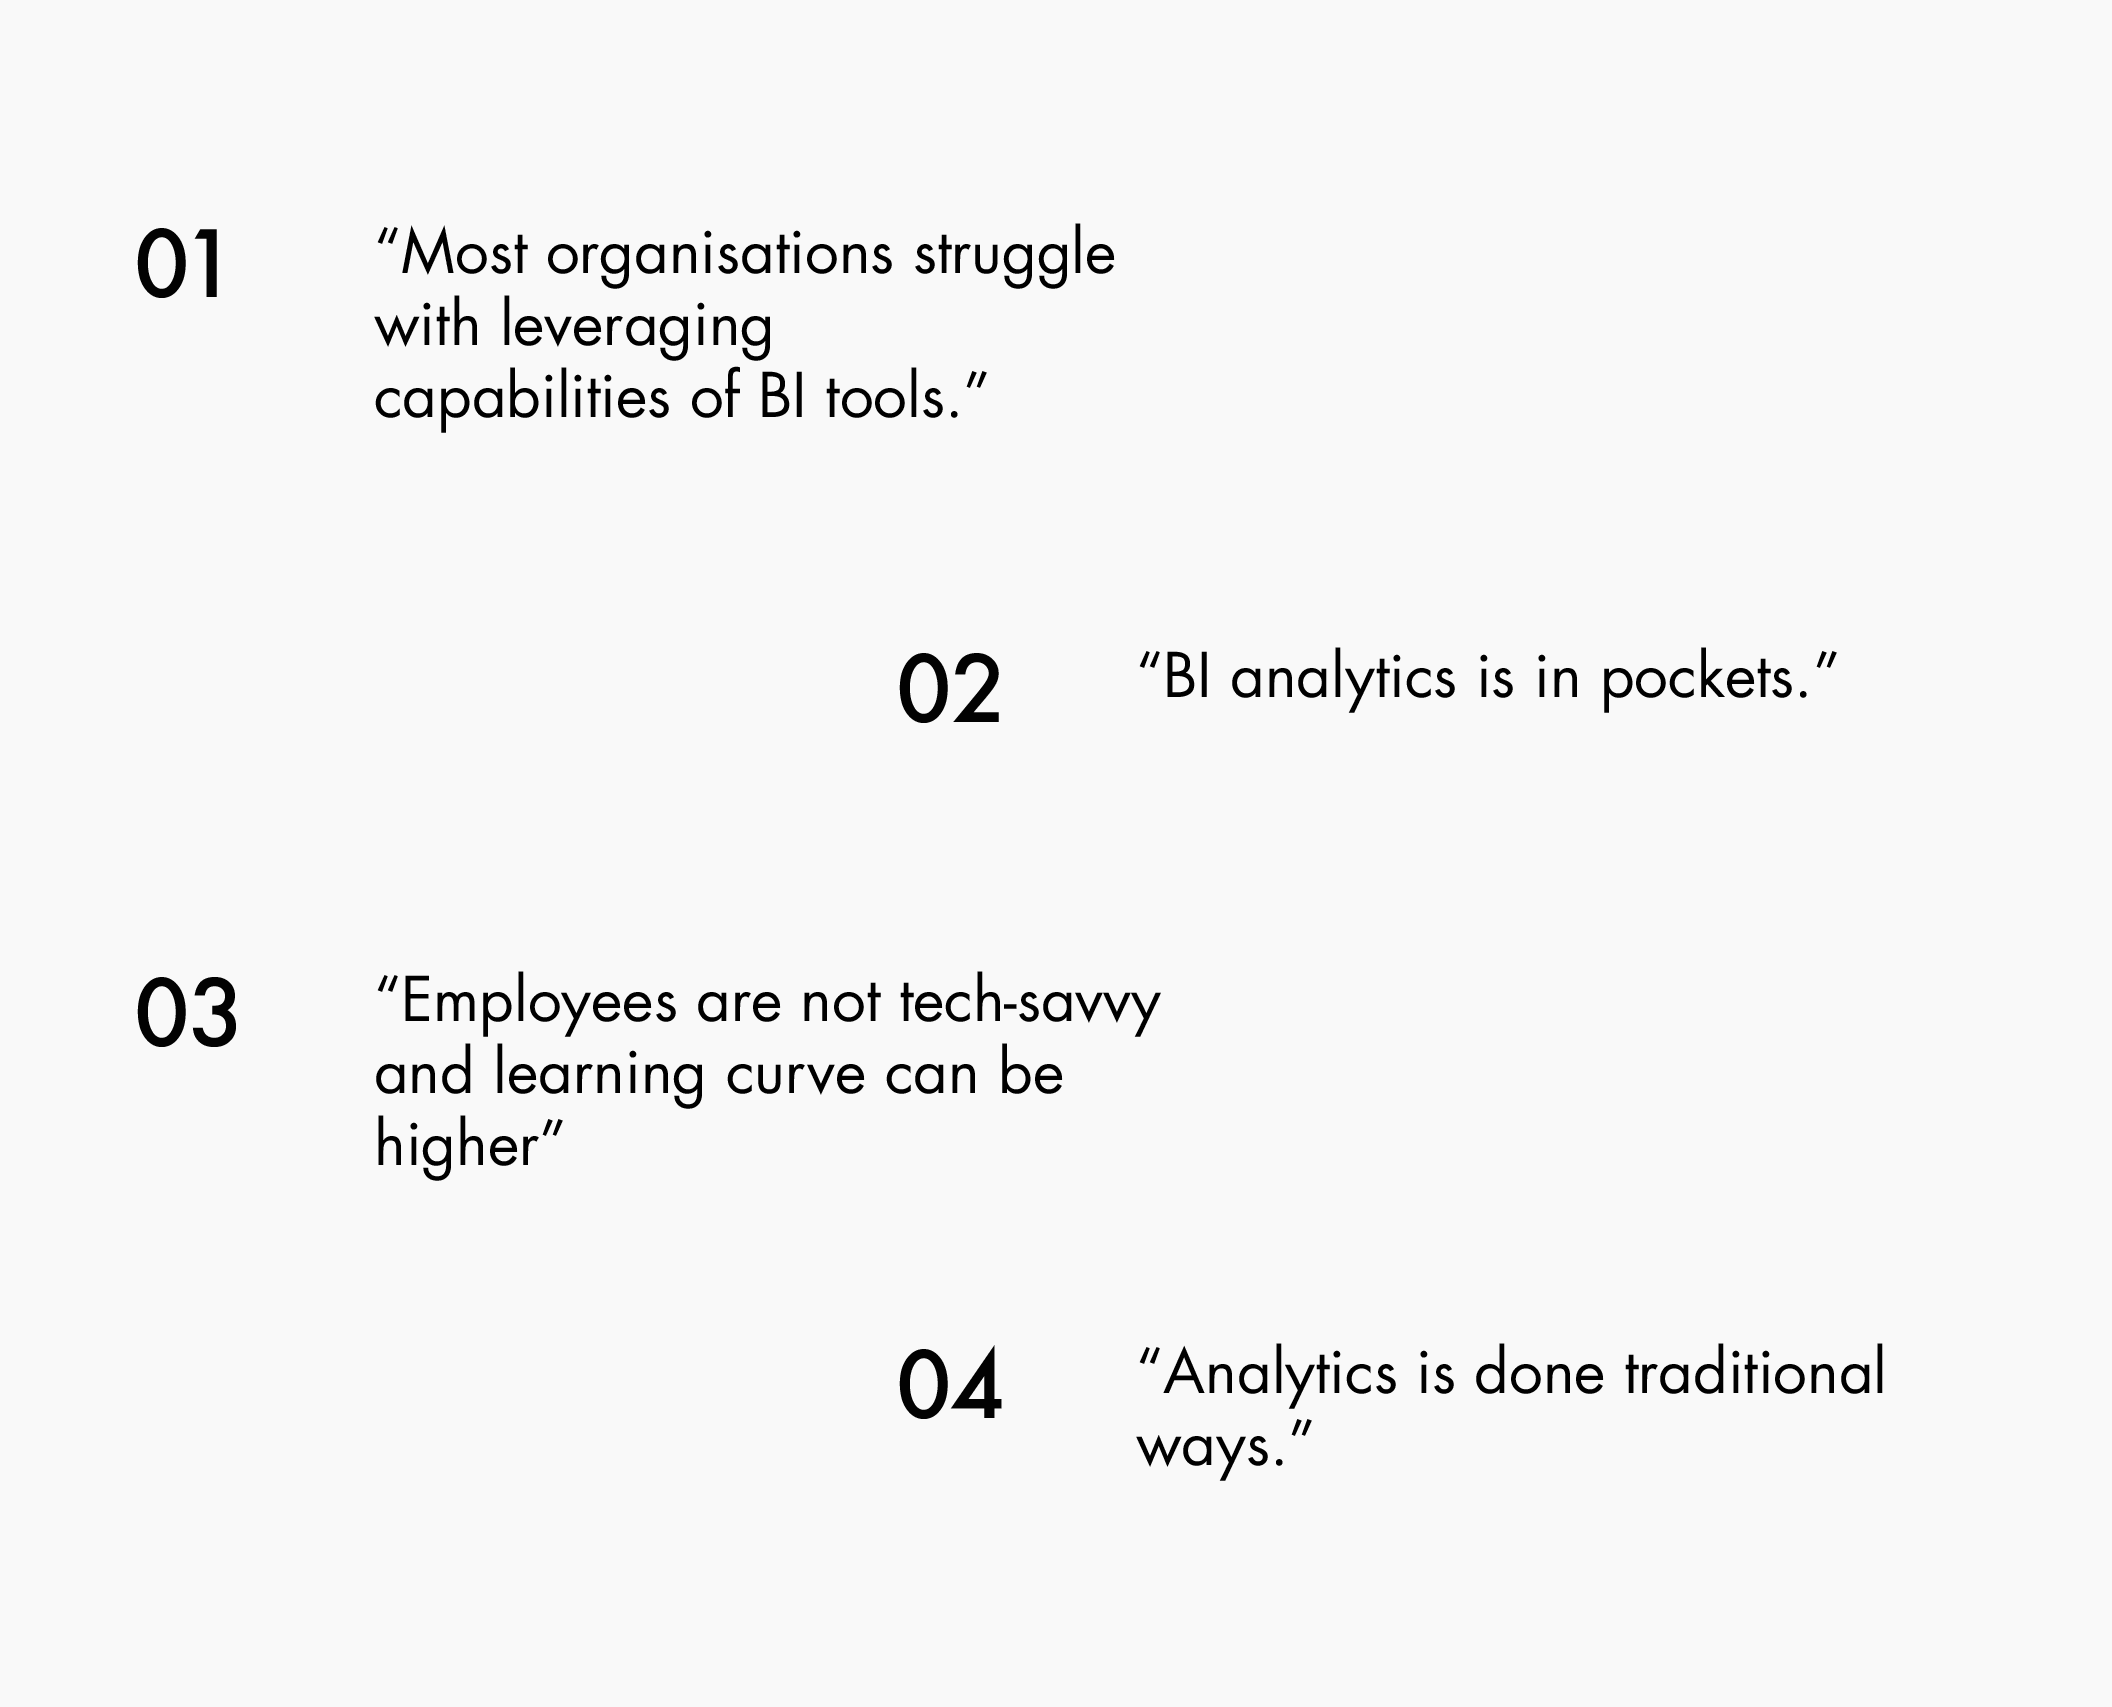 01
“Most organisations struggle
with leveraging
capabilities of BI tools.”
02
“BI analytics is in pockets.”
03
“Employees are not tech-savvy
and learning curve can be
higher”
04
“Analytics is done traditional
ways.”